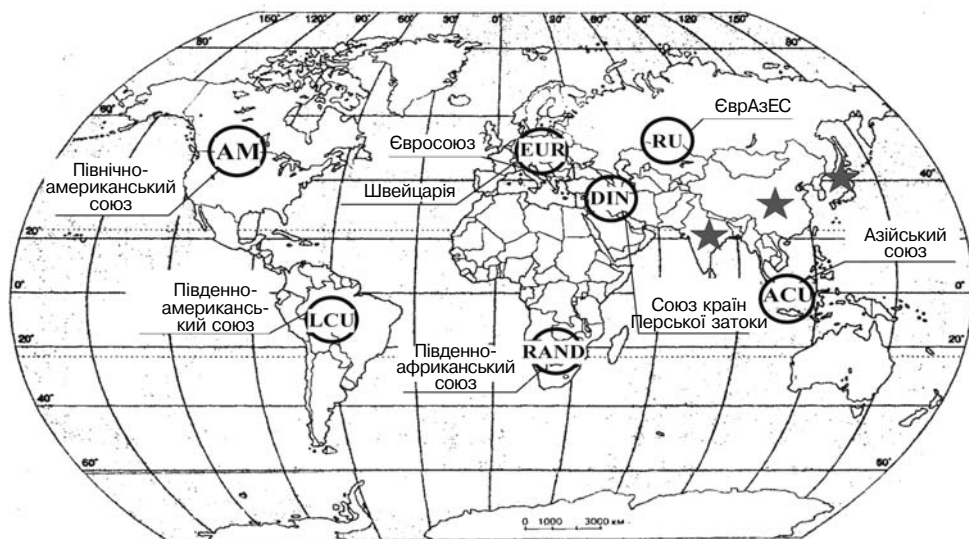 150° 120° 90° 60° 30° 0° 30° 60° 90° 120° 150°
80°
80°
60°
ЄврАзЕС
Євросоюз
AM
EUR
RU
Північно-
американський
союз
Швейцарія
DIN
40°
20°
20°
Азійський
союз
0°
0°
Південно-
американсь-
кий союз
LCU
ACU
Союз країн
Перської затоки
RAND
Південно-
африканський
союз
20°
20°
40°
40°
60°
0 1000 3000 км